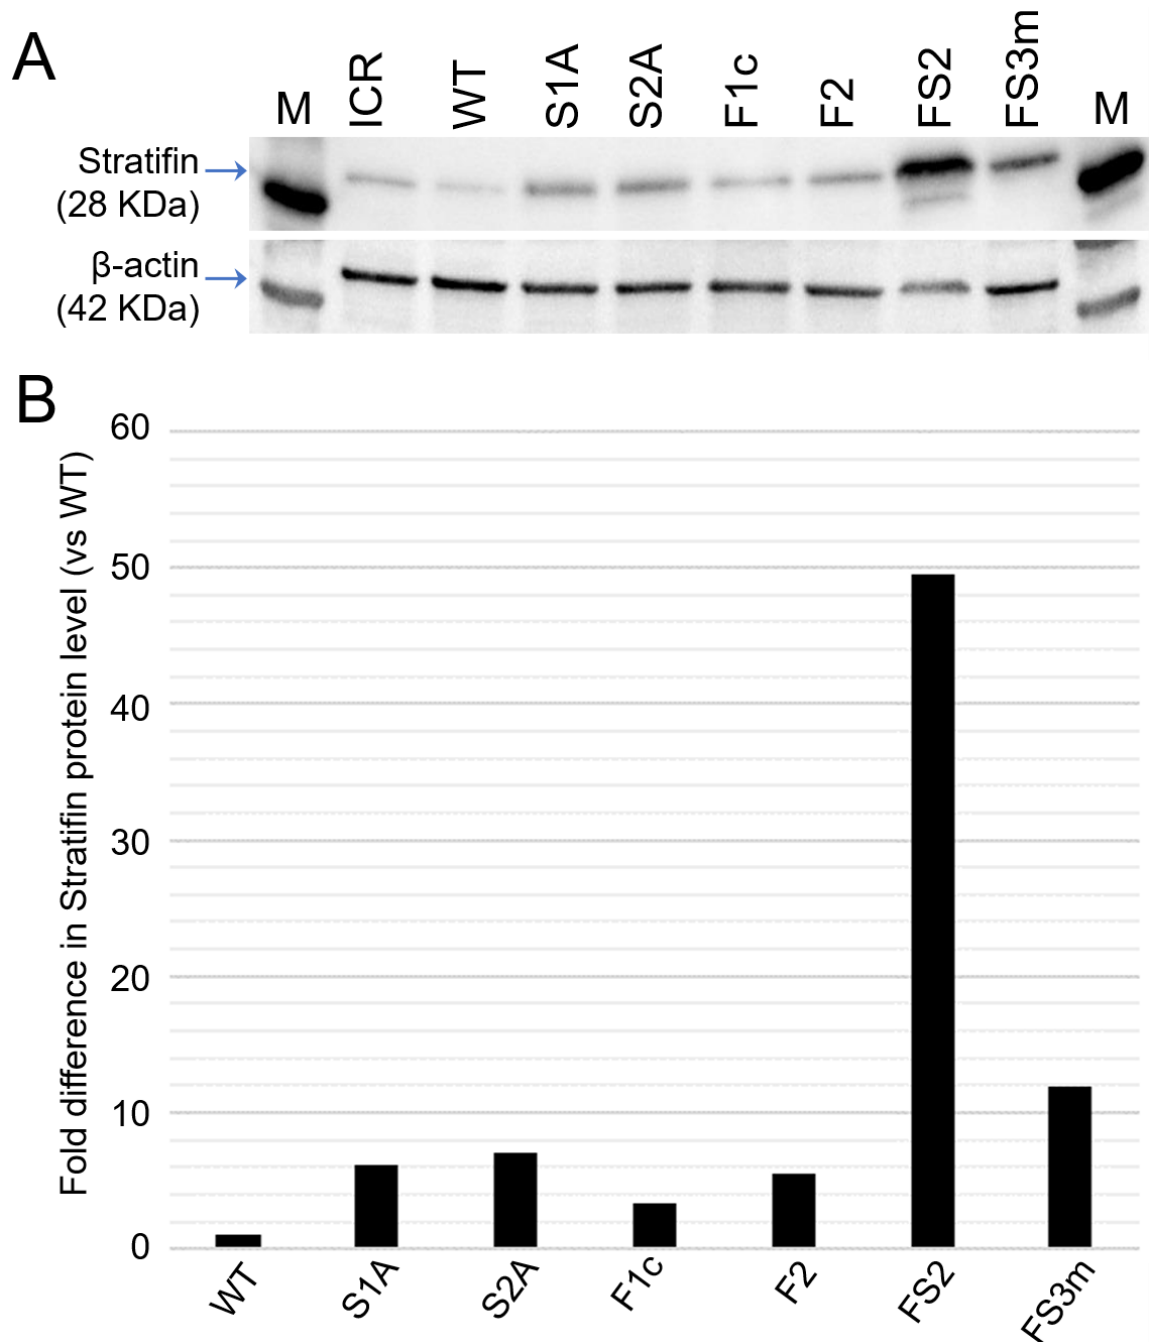 A
M ICR WT S1A S2A F1c F2 FS2 FS3m M
Stratifin
(28 KDa)
β-actin
(42 KDa)
B
Fold difference in Stratifin protein level (vs WT)
60
50
40
30
20
10
0
WT S1A S2A F1c F2 FS2 FS3m